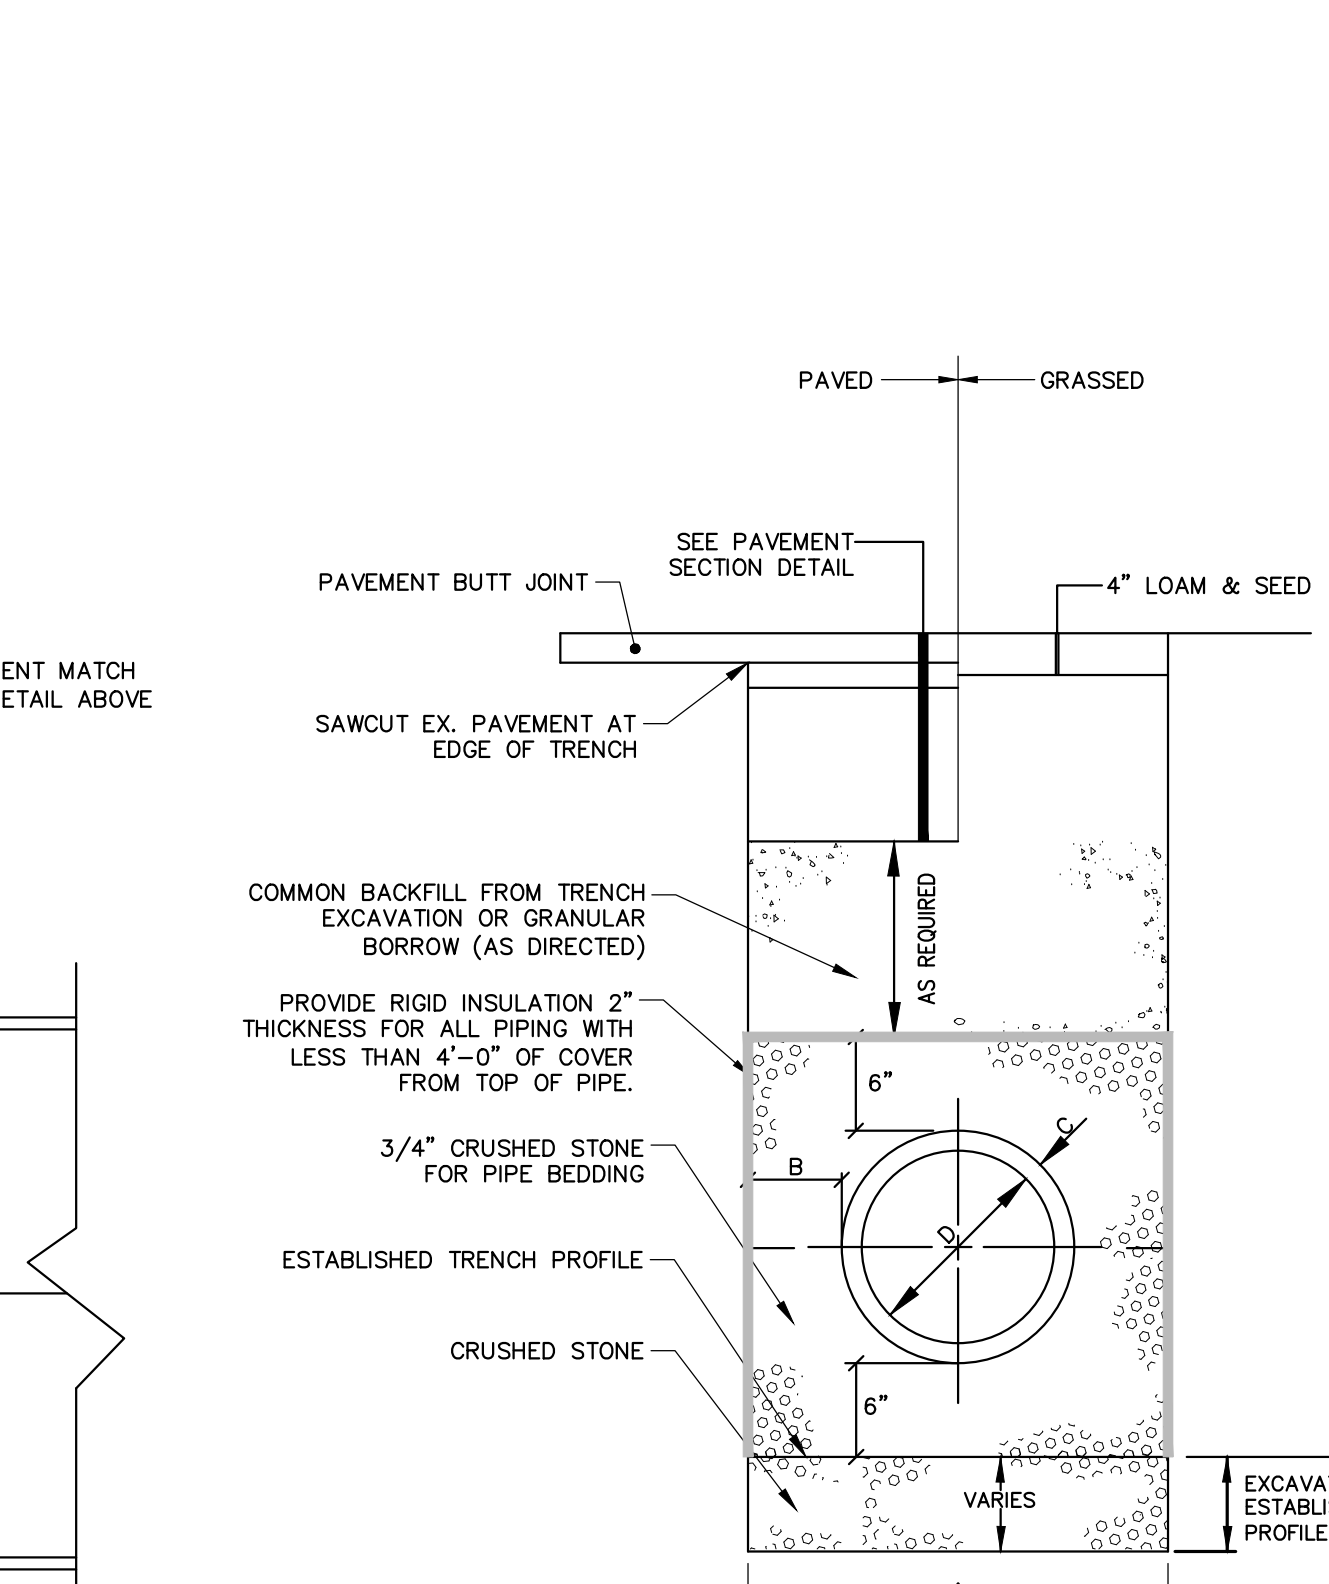 PAVED
GRASSED
SEE PAVEMENT
SECTION DETAIL
PAVEMENT BUTT JOINT
4" LOAM & SEED
ENT MATCH
ETAIL ABOVE
SAWCUT EX. PAVEMENT AT
EDGE OF TRENCH
COMMON BACKFILL FROM TRENCH
EXCAVATION OR GRANULAR
BORROW (AS DIRECTED)
AS REQUIRED
PROVIDE RIGID INSULATION 2"
THICKNESS FOR ALL PIPING WITH
LESS THAN 4'-0" OF COVER
FROM TOP OF PIPE.
6"
C
3/4" CRUSHED STONE
FOR PIPE BEDDING
B
D
ESTABLISHED TRENCH PROFILE
CRUSHED STONE
6"
VARIES
EXCAVA
ESTABLI
PROFILE